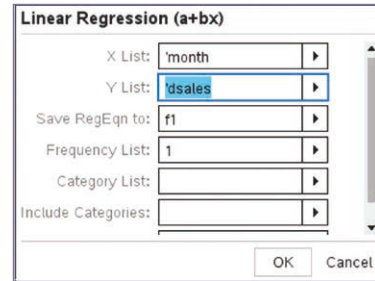 Linear Regression (a+bx)
X List: 'month
Y List: 'dsales
Save RegEqn to: f1
Frequency List: 1
Category List:
Include Categories:
OK Cancel